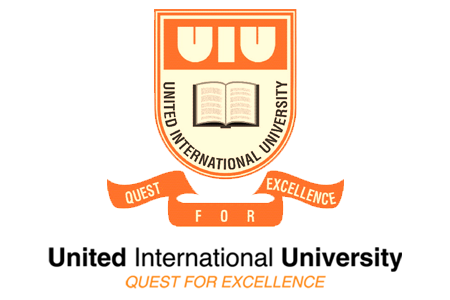 UIU
UNITED INTERNATIONAL UNIVERSITY
QUEST
FOR
EXCELLENCE
United International University
QUEST FOR EXCELLENCE